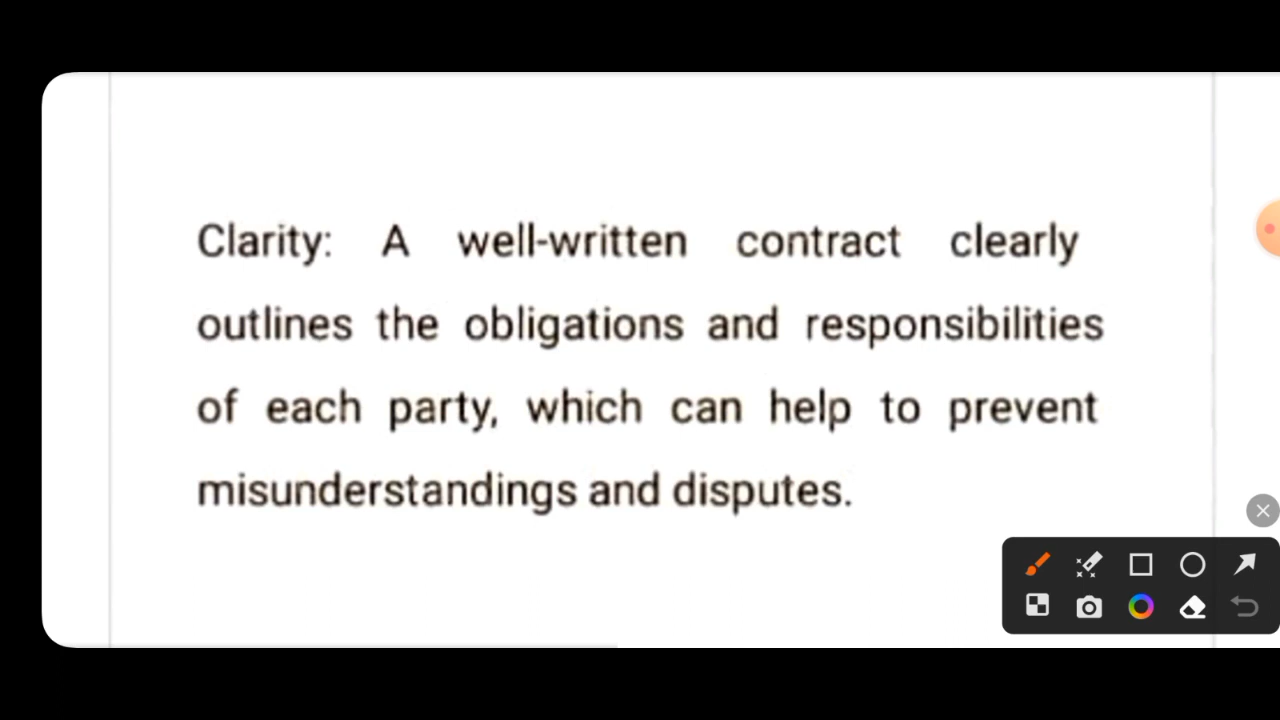 Clarity: A well-written contract clearly
outlines the obligations and responsibilities
of each party, which can help to prevent
misunderstandings and disputes.